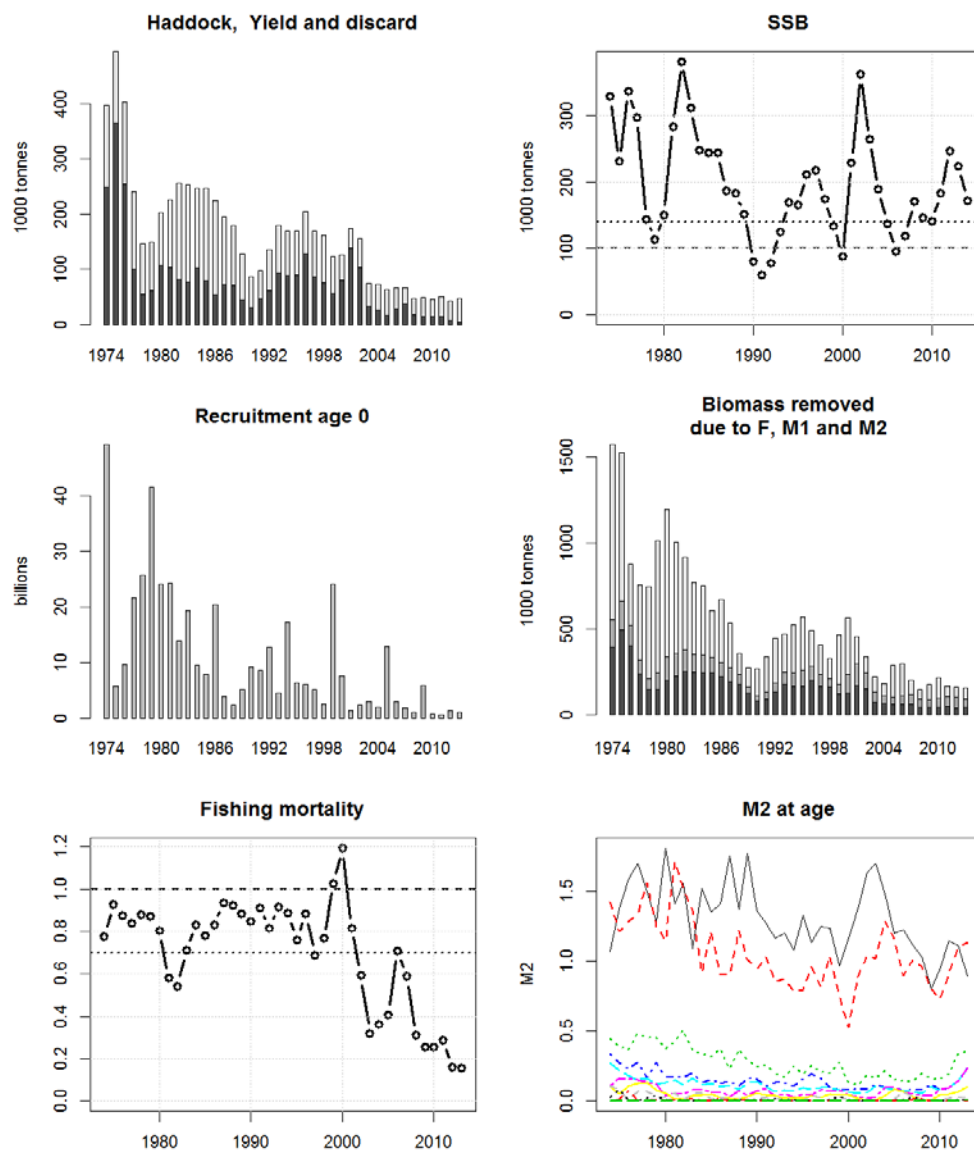 Haddock,  Yield and discard
1000 tonnes
0 100 200 300 400
1974 1980 1986 1992 1998 2004 2010
SSB
0 100 200 300
1980 1990 2000 2010
Recruitment age 0
billions
0 10 20 30 40
1974 1980 1986 1992 1998 2004 2010
Biomass removed
due to F, M1 and M2
1000 tonnes
0 500 1000 1500
1974 1980 1986 1992 1998 2004 2010
Fishing mortality
0.0 0.2 0.4 0.6 0.8 1.0 1.2
1980 1990 2000 2010
M2 at age
M2
0.0 0.5 1.0 1.5
1980 1990 2000 2010